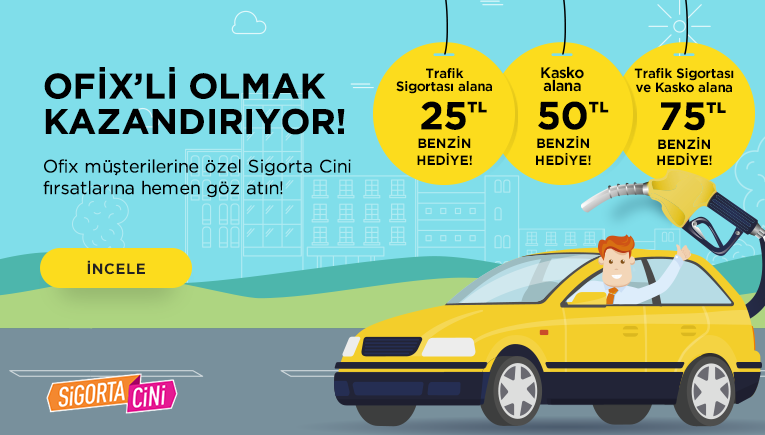 OFİX'Lİ OLMAK
KAZANDIRIYOR!
Ofix müşterilerine özel Sigorta Cini
fırsatlarına hemen göz atın!
İNCELE
Trafik
Sigortası alana
25TL
BENZİN
HEDİYE!
Kasko
alana
50TL
BENZİN
HEDİYE!
Trafik Sigortası
ve Kasko alana
75TL
BENZİN
HEDİYE!
SiGORTA CiNi